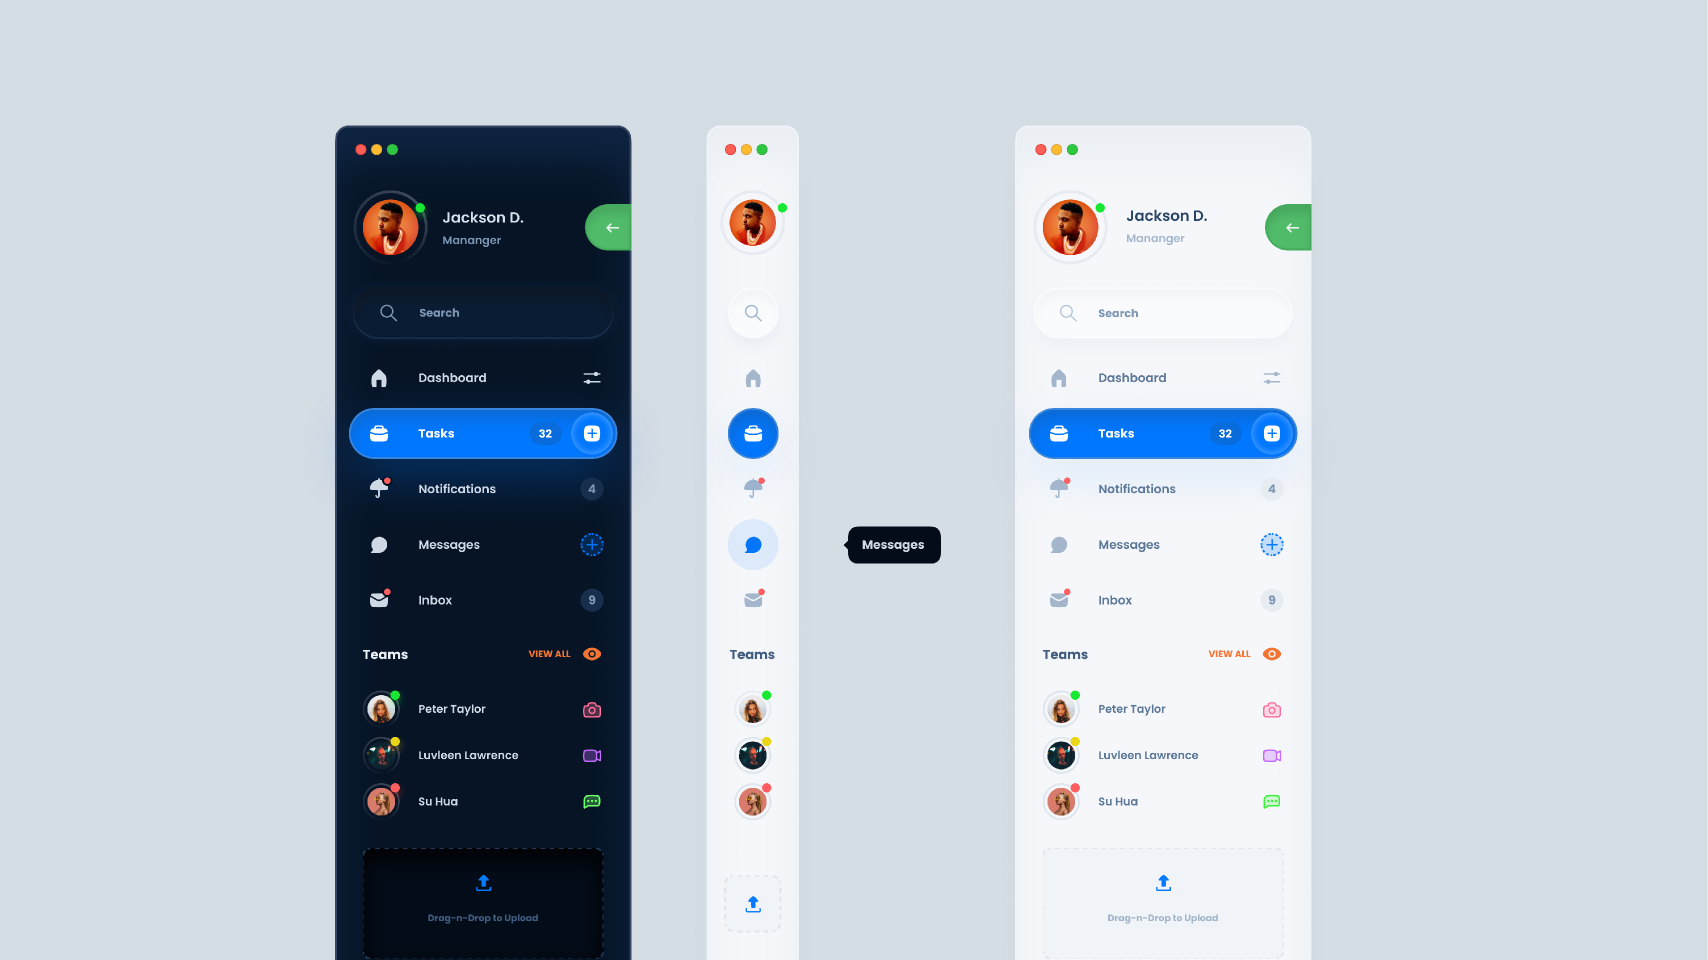 Jackson D.
Mananger
Search
Dashboard
Tasks 32
Notifications 4
Messages
Inbox 9
Teams VIEW ALL
Peter Taylor
Luvleen Lawrence
Su Hua
Drag-n-Drop to Upload
Teams
Messages
Jackson D.
Mananger
Search
Dashboard
Tasks 32
Notifications 4
Messages
Inbox 9
Teams VIEW ALL
Peter Taylor
Luvleen Lawrence
Su Hua
Drag-n-Drop to Upload